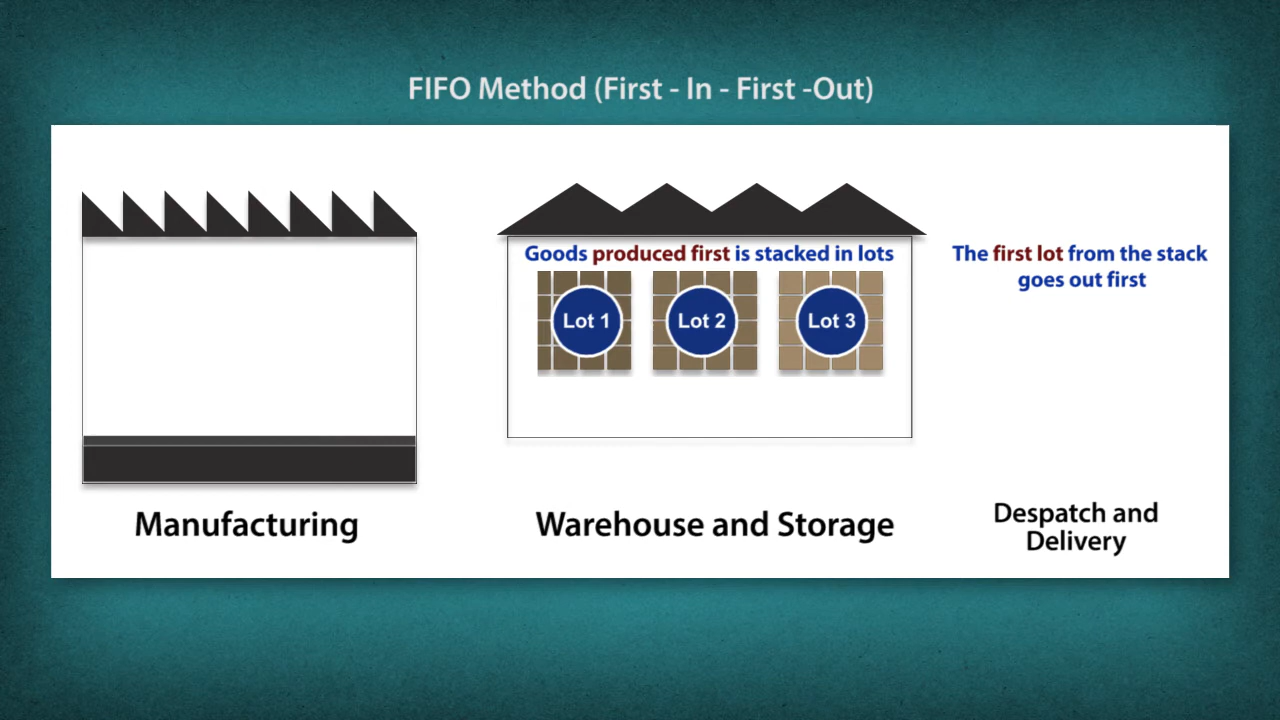 FIFO Method (First - In - First -Out)
Goods produced first is stacked in lots
Lot 1
Lot 2
Lot 3
The first lot from the stack
goes out first
Manufacturing
Warehouse and Storage
Despatch and
Delivery